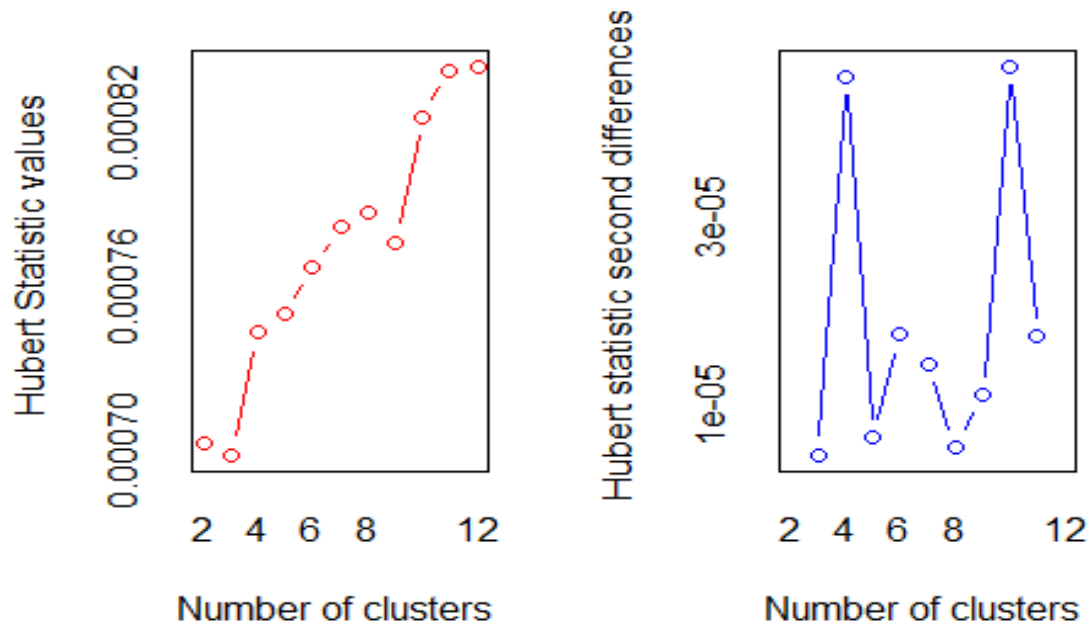 Hubert Statistic values
0.00070 0.00076 0.00082
2 4 6 8 12
Number of clusters
Hubert statistic second differences
1e-05 3e-05
2 4 6 8 12
Number of clusters